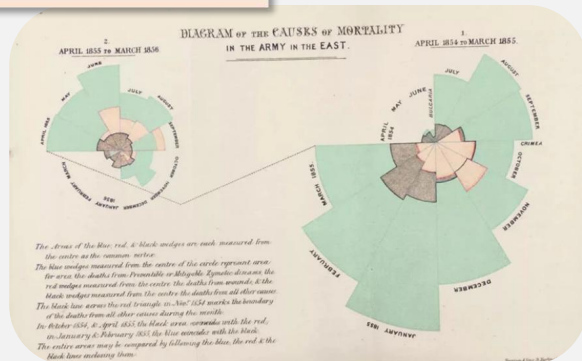 DIAGRAM OF THE CAUSES OF MORTALITY
IN THE ARMY IN THE EAST.
2.
APRIL 1855 TO MARCH 1856
1.
APRIL 1854 TO MARCH 1855.
APRIL 1855
MAY
JUNE
JULY
AUGUST
SEPTEMBER
OCTOBER
NOVEMBER
DECEMBER
JANUARY 1856
FEBRUARY
MARCH
APRIL 1854
MAY
JUNE
BULGARIA
JULY
AUGUST
SEPTEMBER
CRIMEA
OCTOBER
NOVEMBER
DECEMBER
JANUARY 1855
FEBRUARY
MARCH 1855.
The Areas of the blue, red, & black wedges are each measured from
the centre as the common vertex.
The blue wedges measured from the centre of the circle represent area
for area the deaths from Preventible or Mitigable Zymotic diseases, the
red wedges measured from the centre the deaths from wounds, & the
black wedges measured from the centre the deaths from all other causes.
The black line across the red triangle in Nov.r 1854 marks the boundary
of the deaths from all other causes during the month.
In October 1854, & April 1855, the black area coincides with the red,
in January & February 1855, the blue coincides with the black.
The entire areas may be compared by following the blue, the red & the
black lines enclosing them.